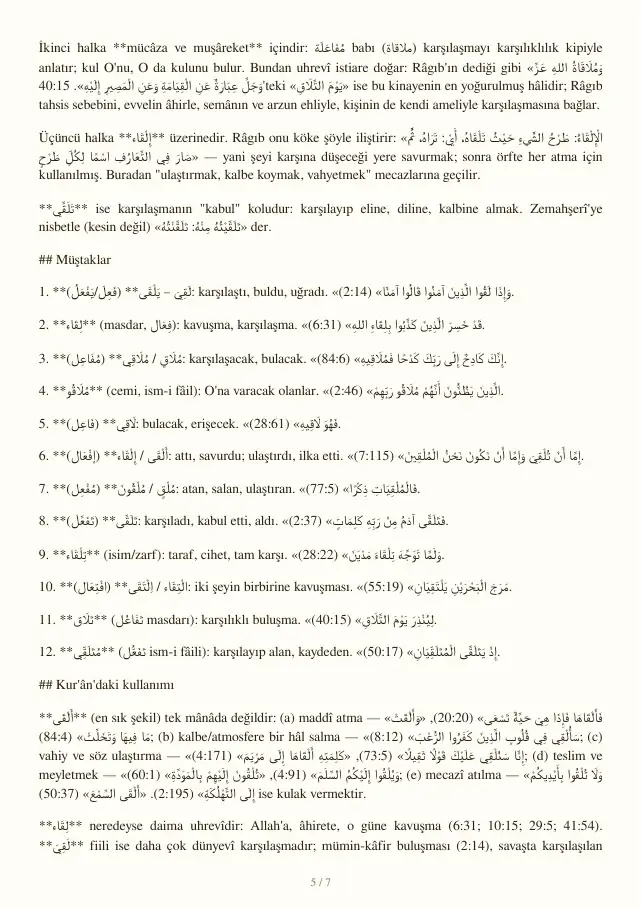 İkinci halka **mücâza ve muşâreket** içindir: مُفَاعَلَة babı (ملاقاة) karşılaşmayı karşılıklılık kipiyle
anlatır; kul O'nu, O da kulunu bulur. Bundan uhrevî istiare doğar: Râgıb'ın dediği gibi «وَمُلَاقَاةُ اللهِ عَزَّ
وَجَلَّ عِبَارَةٌ عَنِ الْقِيَامَةِ وَعَنِ الْمَصِيرِ إِلَيْهِ». 40:15'teki «يَوْمَ التَّلَاقِ» ise bu kinayenin en yoğurulmuş hâlidir; Râgıb
tahsis sebebini, evvelin âhirle, semânın ve arzun ehliyle, kişinin de kendi ameliyle karşılaşmasına bağlar.
Üçüncü halka **إِلْقَاء** üzerinedir. Râgıb onu köke şöyle iliştirir: «الْإِلْقَاءُ: طَرْحُ الشَّيءِ حَيْثُ تَلْقَاهُ، أَيْ: تَرَاهُ، ثُمَّ
صَارَ فِي التَّعَارُفِ اسْمًا لِكُلِّ طَرْحٍ» — yani şeyi karşına düşeceği yere savurmak; sonra örfte her atma için
kullanılmış. Buradan "ulaştırmak, kalbe koymak, vahyetmek" mecazlarına geçilir.
**تَلَقِّي** ise karşılaşmanın "kabul" koludur: karşılayıp eline, diline, kalbine almak. Zemahşerî'ye
nisbetle (kesin değil) «تَلَقَّيْتُهُ مِنْهُ: تَلَقَّنْتُهُ» der.
## Müştaklar
1. **لَقِيَ – يَلْقَى** (فَعِلَ/يَفْعَلُ): karşılaştı, buldu, uğradı. «وَإِذَا لَقُوا الَّذِينَ آمَنُوا قَالُوا آمَنَّا» (2:14).
2. **لِقَاء** (masdar, فِعَال): kavuşma, karşılaşma. «قَدْ خَسِرَ الَّذِينَ كَذَّبُوا بِلِقَاءِ اللهِ» (6:31).
3. **مُلَاقٍ / مُلَاقِي** (مُفَاعِل): karşılaşacak, bulacak. «إِنَّكَ كَادِحٌ إِلَى رَبِّكَ كَدْحًا فَمُلَاقِيهِ» (84:6).
4. **مُلَاقُو** (cemi, ism-i fâil): O'na varacak olanlar. «الَّذِينَ يَظُنُّونَ أَنَّهُمْ مُلَاقُو رَبِّهِمْ» (2:46).
5. **لَاقِي** (فَاعِل): bulacak, erişecek. «فَهُوَ لَاقِيهِ» (28:61).
6. **أَلْقَى / إِلْقَاء** (إِفْعَال): attı, savurdu; ulaştırdı, ilka etti. «إِمَّا أَنْ تُلْقِيَ وَإِمَّا أَنْ نَكُونَ نَحْنُ الْمُلْقِينَ» (7:115).
7. **مُلْقٍ / مُلْقُونَ** (مُفْعِل): atan, salan, ulaştıran. «فَالْمُلْقِيَاتِ ذِكْرًا» (77:5).
8. **تَلَقَّى** (تَفَعَّلَ): karşıladı, kabul etti, aldı. «فَتَلَقَّى آدَمُ مِنْ رَبِّهِ كَلِمَاتٍ» (2:37).
9. **تِلْقَاء** (isim/zarf): taraf, cihet, tam karşı. «وَلَمَّا تَوَجَّهَ تِلْقَاءَ مَدْيَنَ» (28:22).
10. **اِلْتِقَاء / اِلْتَقَى** (افْتِعَال): iki şeyin birbirine kavuşması. «مَرَجَ الْبَحْرَيْنِ يَلْتَقِيَانِ» (55:19).
11. **تَلَاقٍ** (تَفَاعُل masdarı): karşılıklı buluşma. «لِيُنْذِرَ يَوْمَ التَّلَاقِ» (40:15).
12. **مُتَلَقِّي** (تَفَعُّل ism-i fâili): karşılayıp alan, kaydeden. «إِذْ يَتَلَقَّى الْمُتَلَقِّيَانِ» (50:17).
## Kur'ân'daki kullanımı
**أَلْقَى** (en sık şekil) tek mânâda değildir: (a) maddî atma — «فَأَلْقَاهَا فَإِذَا هِيَ حَيَّةٌ تَسْعَى» (20:20), «وَأَلْقَتْ
مَا فِيهَا وَتَخَلَّتْ» (84:4); (b) kalbe/atmosfere bir hâl salma — «سَأُلْقِي فِي قُلُوبِ الَّذِينَ كَفَرُوا الرُّعْبَ» (8:12); (c)
vahiy ve söz ulaştırma — «إِنَّا سَنُلْقِي عَلَيْكَ قَوْلًا ثَقِيلًا» (73:5), «كَلِمَتِهِ أَلْقَاهَا إِلَى مَرْيَمَ» (4:171); (d) teslim ve
meyletmek — «وَيُلْقُوا إِلَيْكُمُ السَّلَمَ» (4:91), «تُلْقُونَ إِلَيْهِمْ بِالْمَوَدَّةِ» (60:1); (e) mecazî atılma — «وَلَا تُلْقُوا بِأَيْدِيكُمْ
إِلَى التَّهْلُكَةِ» (2:195). «أَلْقَى السَّمْعَ» (50:37) ise kulak vermektir.
**لِقَاء** neredeyse daima uhrevîdir: Allah'a, âhirete, o güne kavuşma (6:31; 10:15; 29:5; 41:54).
**لَقِيَ** fiili ise daha çok dünyevî karşılaşmadır; mümin-kâfir buluşması (2:14), savaşta karşılaşılan
5 / 7